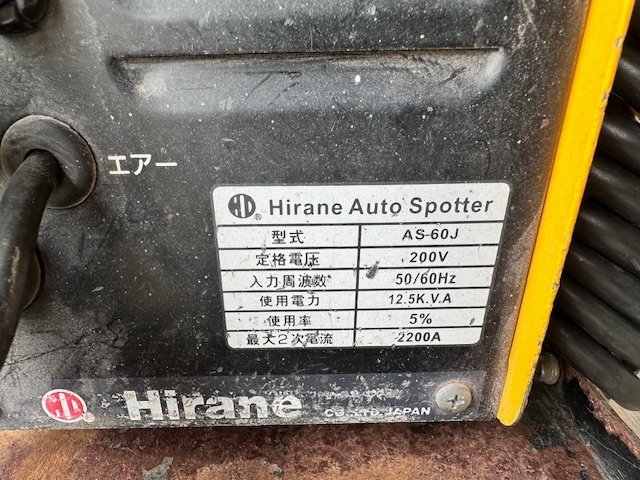 エアー
HD® Hirane Auto Spotter
型式 AS-60J
定格電圧 200V
入力周波数 50/60Hz
使用電力 12.5K.V.A
使用率 5%
最大2次電流 2200A
HD® Hirane CO.,LTD.JAPAN